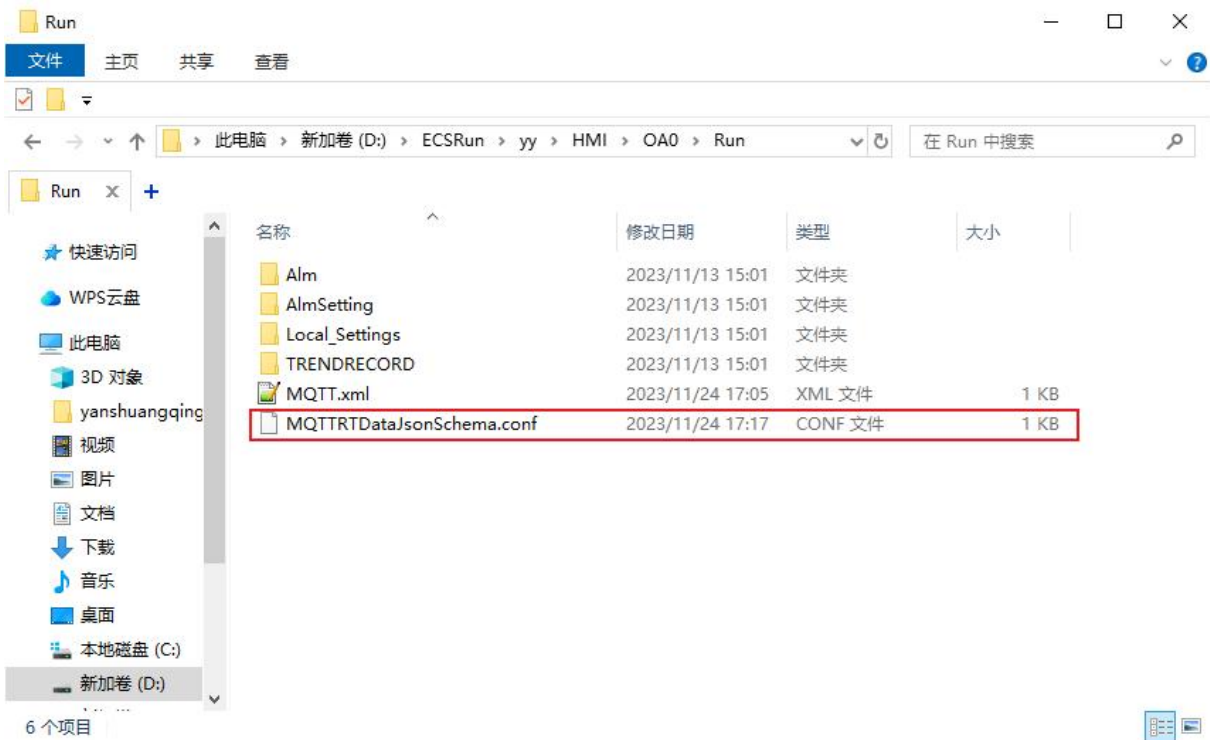 Run
文件 主页 共享 查看
此电脑 › 新加卷 (D:) › ECSRun › yy › HMI › OA0 › Run 在 Run 中搜索
Run
名称 修改日期 类型 大小
快速访问
WPS云盘
此电脑
3D 对象
yanshuangqing
视频
图片
文档
下载
音乐
桌面
本地磁盘 (C:)
新加卷 (D:)
Alm 2023/11/13 15:01 文件夹
AlmSetting 2023/11/13 15:01 文件夹
Local_Settings 2023/11/13 15:01 文件夹
TRENDRECORD 2023/11/13 15:01 文件夹
MQTT.xml 2023/11/24 17:05 XML 文件 1 KB
MQTTRTDataJsonSchema.conf 2023/11/24 17:17 CONF 文件 1 KB
6 个项目